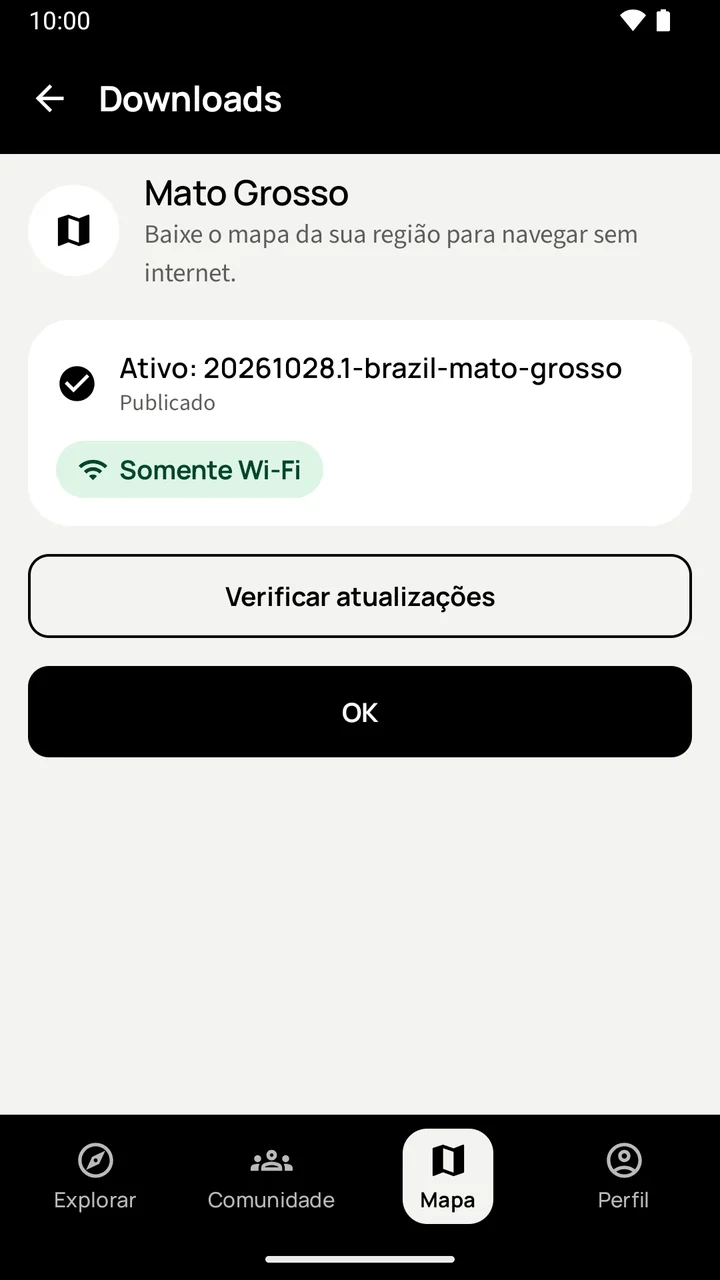 10:00
Downloads
Mato Grosso
Baixe o mapa da sua região para navegar sem
internet.
Ativo: 20261028.1-brazil-mato-grosso
Publicado
Somente Wi-Fi
Verificar atualizações
OK
Explorar
Comunidade
Mapa
Perfil